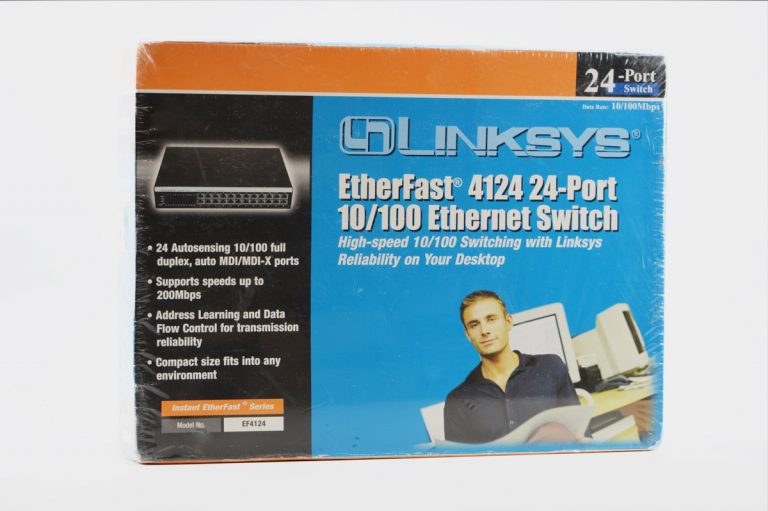 24-Port
Switch
Data Rate: 10/100Mbps
LINKSYS®
EtherFast® 4124 24-Port
10/100 Ethernet Switch
High-speed 10/100 Switching with Linksys
Reliability on Your Desktop
• 24 Autosensing 10/100 full
duplex, auto MDI/MDI-X ports
• Supports speeds up to
200Mbps
• Address Learning and Data
Flow Control for transmission
reliability
• Compact size fits into any
environment
Instant EtherFast® Series
Model No. EF4124